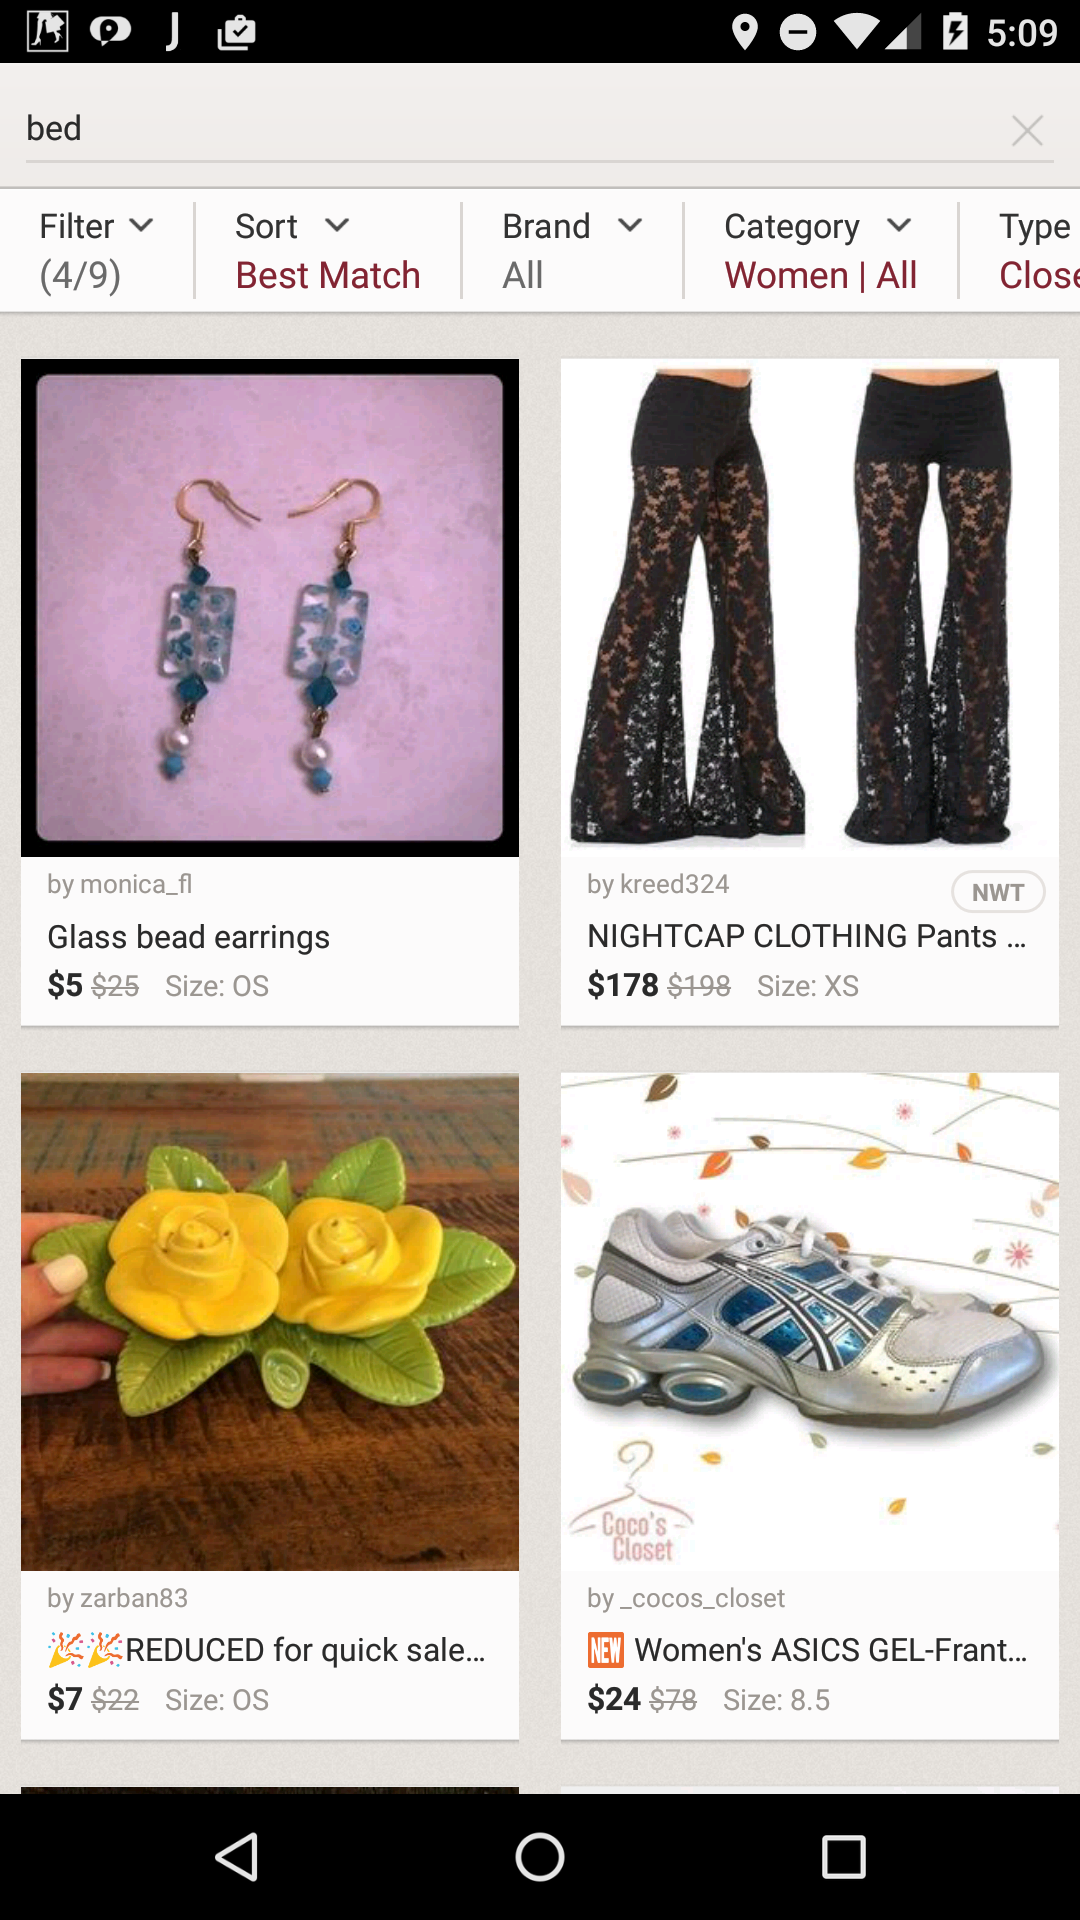 5:09
bed
Filter
(4/9)
Sort
Best Match
Brand
All
Category
Women | All
Type
Close
by monica_fl
Glass bead earrings
$5 $25 Size: OS
by kreed324
NWT
NIGHTCAP CLOTHING Pants ...
$178 $198 Size: XS
Coco's
Closet
by zarban83
🎉🎉REDUCED for quick sale...
$7 $22 Size: OS
by _cocos_closet
NEW Women's ASICS GEL-Frant...
$24 $78 Size: 8.5